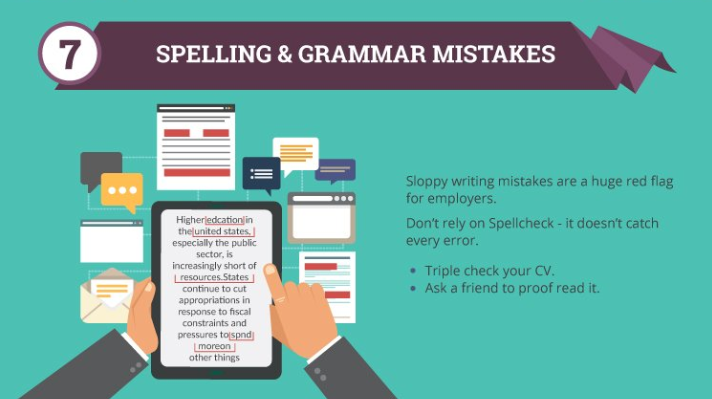 7
SPELLING & GRAMMAR MISTAKES
Higher edcation in
the united states,
especially the public
sector, is
increasingly short of
resources.States
continue to cut
appropriations in
response to fiscal
constraints and
pressures to spnd
moreon
other things
Sloppy writing mistakes are a huge red flag
for employers.
Don't rely on Spellcheck - it doesn't catch
every error.
• Triple check your CV.
• Ask a friend to proof read it.